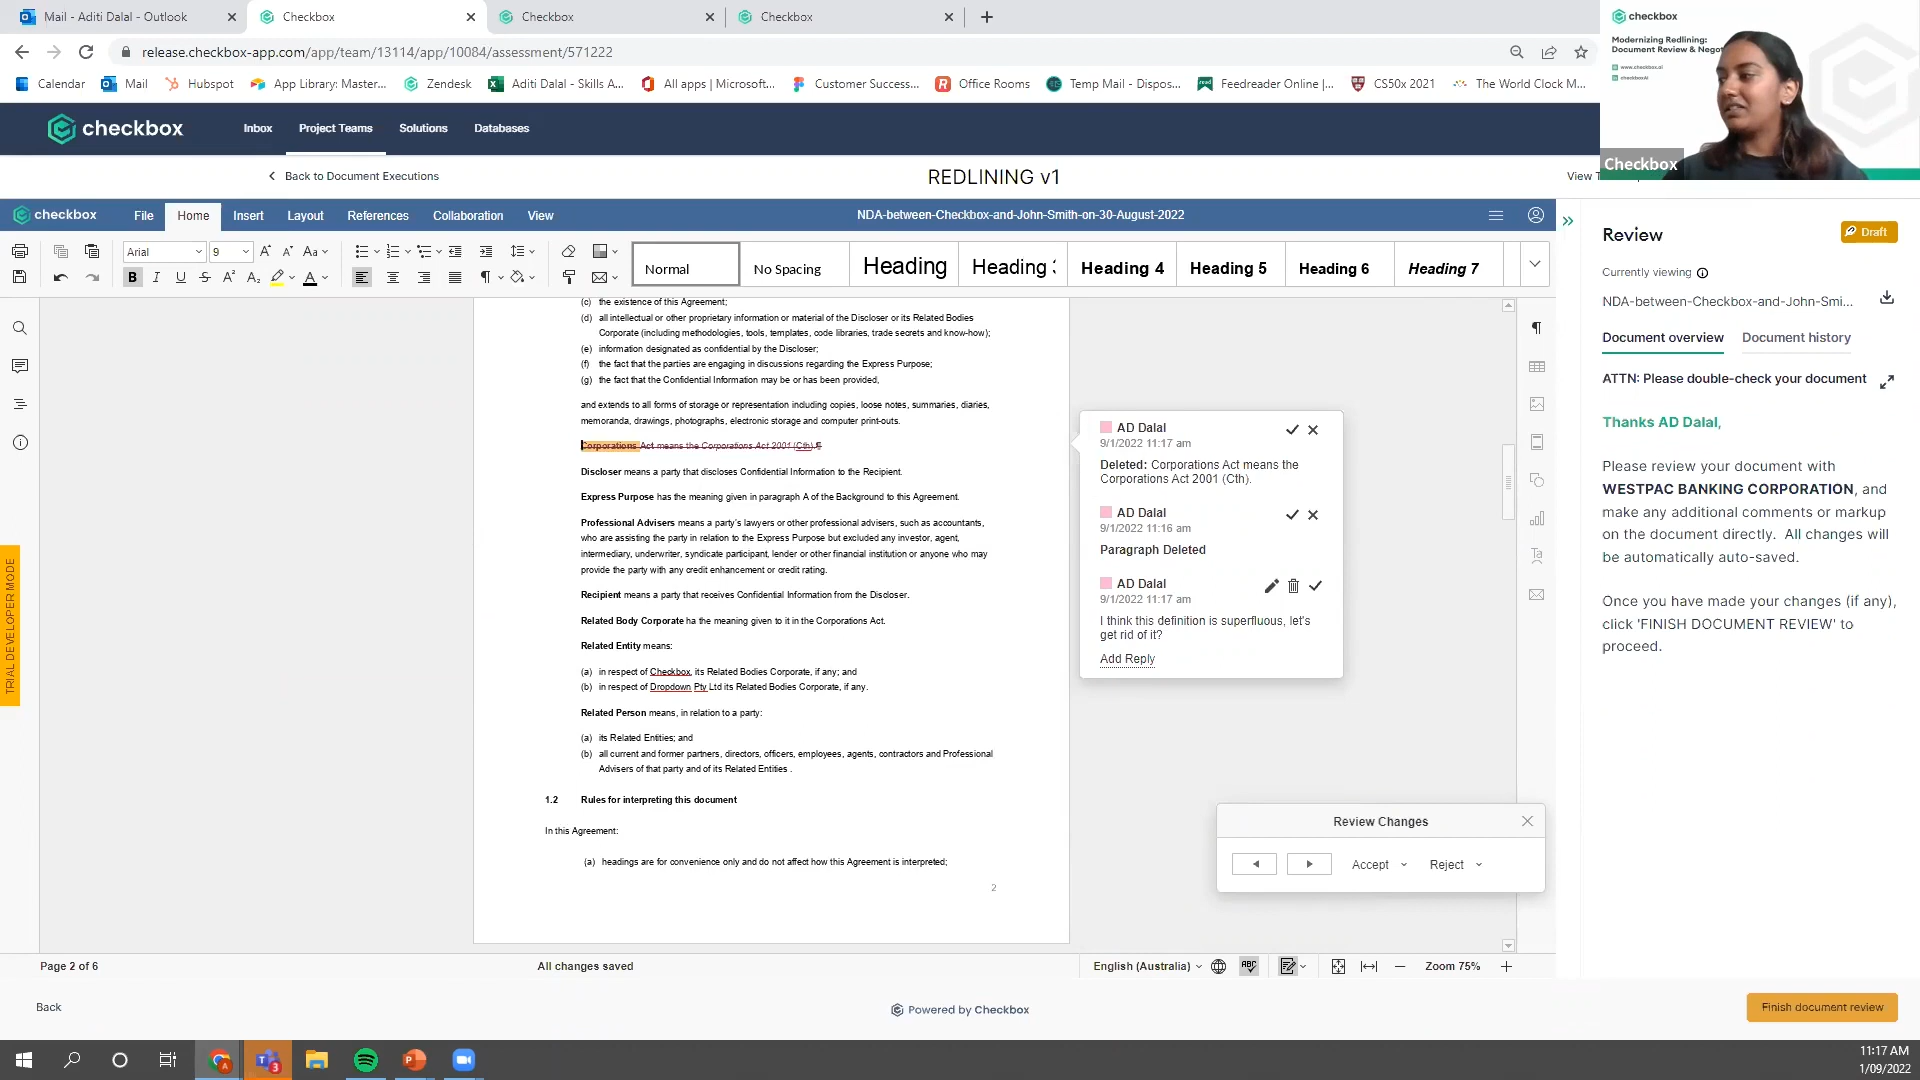 Mail - Aditi Dalal - Outlook
Checkbox
Checkbox
Checkbox
release.checkbox-app.com/app/team/13114/app/10084/assessment/571222
Calendar
Mail
Hubspot
App Library: Master...
Zendesk
Aditi Dalal - Skills A...
All apps | Microsoft...
Customer Success...
Office Rooms
Temp Mail - Dispos...
Feedreader Online |...
CS50x 2021
The World Clock M...
checkbox
Modernizing Redlining:
Document Review & Negot
www.checkbox.ai
checkboxAI
Checkbox
checkbox
Inbox
Project Teams
Solutions
Databases
Back to Document Executions
REDLINING v1
View T
checkbox
File
Home
Insert
Layout
References
Collaboration
View
NDA-between-Checkbox-and-John-Smith-on-30-August-2022
Arial
9
Normal
No Spacing
Heading
Heading
Heading 4
Heading 5
Heading 6
Heading 7
(c) the existence of this Agreement;
(d) all intellectual or other proprietary information or material of the Discloser or its Related Bodies
Corporate (including methodologies, tools, templates, code libraries, trade secrets and know-how);
(e) information designated as confidential by the Discloser;
(f) the fact that the parties are engaging in discussions regarding the Express Purpose;
(g) the fact that the Confidential Information may be or has been provided,
and extends to all forms of storage or representation including copies, loose notes, summaries, diaries,
memoranda, drawings, photographs, electronic storage and computer print-outs.
Corporations Act means the Corporations Act 2001 (Cth).¶
Discloser means a party that discloses Confidential Information to the Recipient.
Express Purpose has the meaning given in paragraph A of the Background to this Agreement.
Professional Advisers means a party's lawyers or other professional advisers, such as accountants,
who are assisting the party in relation to the Express Purpose but excluded any investor, agent,
intermediary, underwriter, syndicate participant, lender or other financial institution or anyone who may
provide the party with any credit enhancement or credit rating.
Recipient means a party that receives Confidential Information from the Discloser.
Related Body Corporate ha the meaning given to it in the Corporations Act.
Related Entity means:
(a) in respect of Checkbox, its Related Bodies Corporate, if any; and
(b) in respect of Dropdown Pty Ltd its Related Bodies Corporate, if any.
Related Person means, in relation to a party:
(a) its Related Entities; and
(b) all current and former partners, directors, officers, employees, agents, contractors and Professional
Advisers of that party and of its Related Entities .
1.2 Rules for interpreting this document
In this Agreement:
(a) headings are for convenience only and do not affect how this Agreement is interpreted;
2
AD Dalal
9/1/2022 11:17 am
Deleted: Corporations Act means the
Corporations Act 2001 (Cth).
AD Dalal
9/1/2022 11:16 am
Paragraph Deleted
AD Dalal
9/1/2022 11:17 am
I think this definition is superfluous, let's
get rid of it?
Add Reply
Review Changes
Accept
Reject
Review
Draft
Currently viewing
NDA-between-Checkbox-and-John-Smi...
Document overview
Document history
ATTN: Please double-check your document
Thanks AD Dalal,
Please review your document with
WESTPAC BANKING CORPORATION, and
make any additional comments or markup
on the document directly. All changes will
be automatically auto-saved.
Once you have made your changes (if any),
click 'FINISH DOCUMENT REVIEW' to
proceed.
TRIAL DEVELOPER MODE
Page 2 of 6
All changes saved
English (Australia)
Zoom 75%
Back
Powered by Checkbox
Finish document review
11:17 AM
1/09/2022